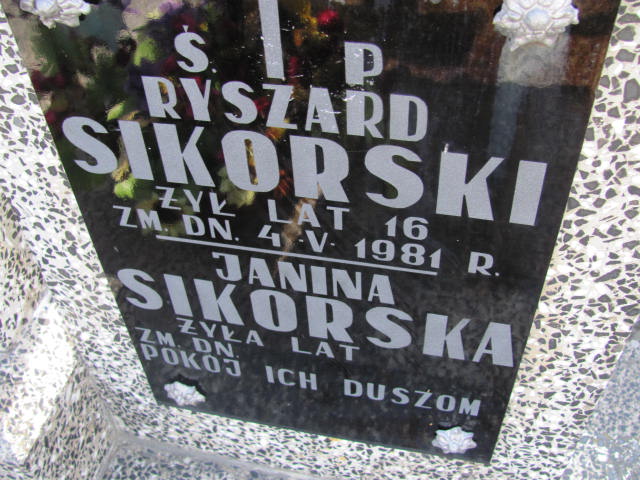 Ś. P.
RYSZARD
SIKORSKI
ŻYŁ LAT 16
ZM. DN. 4-V-1981 R.
JANINA
SIKORSKA
ŻYŁA LAT
ZM. DN.
POKÓJ ICH DUSZOM